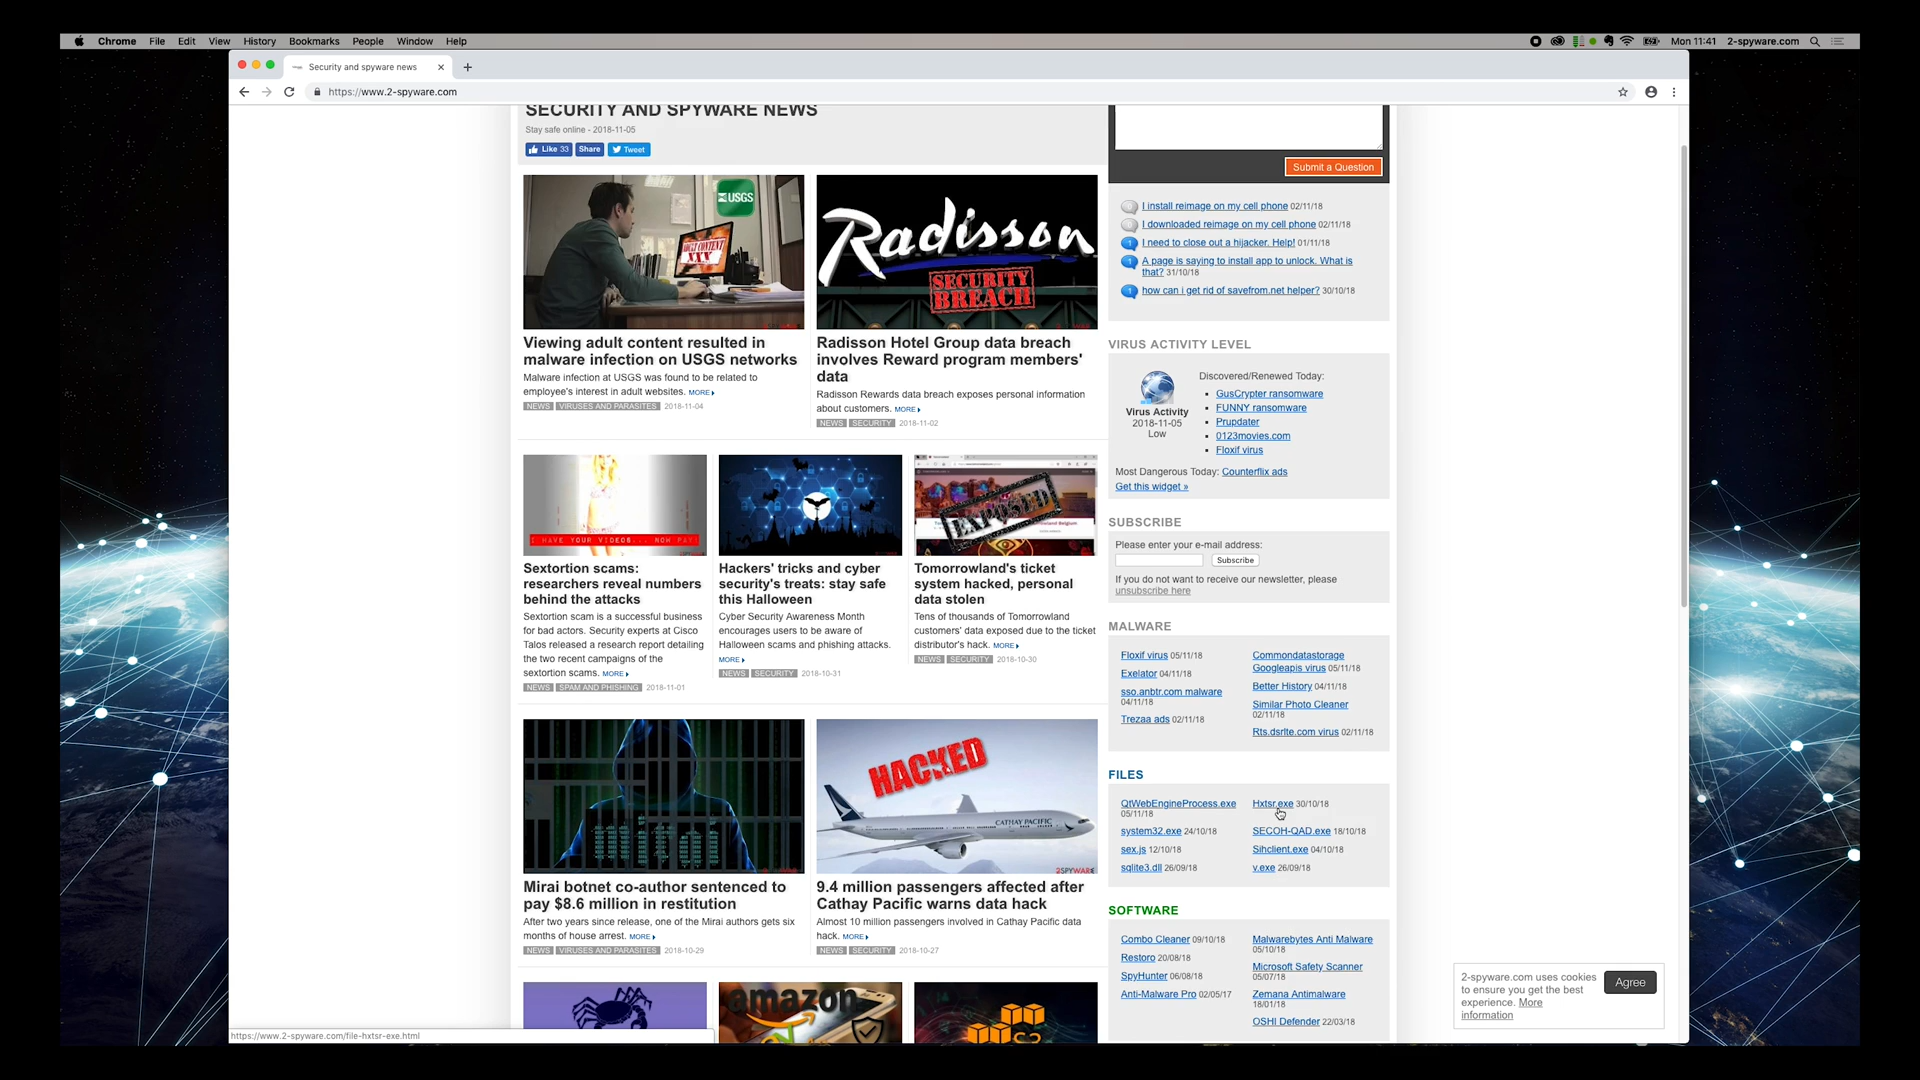 Chrome File Edit View History Bookmarks People Window Help
Mon 11:41 2-spyware.com
Security and spyware news
https://www.2-spyware.com
SECURITY AND SPYWARE NEWS
Stay safe online - 2018-11-05
Like 33 Share Tweet
USGS
Radisson
SECURITY
BREACH
Viewing adult content resulted in
malware infection on USGS networks
Malware infection at USGS was found to be related to
employee's interest in adult websites. MORE
NEWS VIRUSES AND PARASITES 2018-11-04
Radisson Hotel Group data breach
involves Reward program members'
data
Radisson Rewards data breach exposes personal information
about customers. MORE
NEWS SECURITY 2018-11-02
I HAVE YOUR VIDEOS... NOW PAY!
EXPOSED
Sextortion scams:
researchers reveal numbers
behind the attacks
Sextortion scam is a successful business
for bad actors. Security experts at Cisco
Talos released a research report detailing
the two recent campaigns of the
sextortion scams. MORE
NEWS SPAM AND PHISHING 2018-11-01
Hackers' tricks and cyber
security's treats: stay safe
this Halloween
Cyber Security Awareness Month
encourages users to be aware of
Halloween scams and phishing attacks.
MORE
NEWS SECURITY 2018-10-31
Tomorrowland's ticket
system hacked, personal
data stolen
Tens of thousands of Tomorrowland
customers' data exposed due to the ticket
distributor's hack. MORE
NEWS SECURITY 2018-10-30
HACKED
CATHAY PACIFIC
2SPYWARE
Mirai botnet co-author sentenced to
pay $8.6 million in restitution
After two years since release, one of the Mirai authors gets six
months of house arrest. MORE
NEWS VIRUSES AND PARASITES 2018-10-29
9.4 million passengers affected after
Cathay Pacific warns data hack
Almost 10 million passengers involved in Cathay Pacific data
hack. MORE
NEWS SECURITY 2018-10-27
amazon
Submit a Question
I install reimage on my cell phone 02/11/18
I downloaded reimage on my cell phone 02/11/18
I need to close out a hijacker. Help! 01/11/18
A page is saying to install app to unlock. What is
that? 31/10/18
how can i get rid of savefrom.net helper? 30/10/18
VIRUS ACTIVITY LEVEL
Virus Activity
2018-11-05
Low
Discovered/Renewed Today:
GusCrypter ransomware
FUNNY ransomware
Prupdater
0123movies.com
Floxif virus
Most Dangerous Today: Counterflix ads
Get this widget »
SUBSCRIBE
Please enter your e-mail address:
Subscribe
If you do not want to receive our newsletter, please
unsubscribe here
MALWARE
Floxif virus 05/11/18
Exelator 04/11/18
sso.anbtr.com malware
04/11/18
Trezaa ads 02/11/18
Commondatastorage
Googleapis virus 05/11/18
Better History 04/11/18
Similar Photo Cleaner
02/11/18
Rts.dsrlte.com virus 02/11/18
FILES
QtWebEngineProcess.exe
05/11/18
system32.exe 24/10/18
sex.js 12/10/18
sqlite3.dll 26/09/18
Hxtsr.exe 30/10/18
SECOH-QAD.exe 18/10/18
Sihclient.exe 04/10/18
v.exe 26/09/18
SOFTWARE
Combo Cleaner 09/10/18
Restoro 20/08/18
SpyHunter 06/08/18
Anti-Malware Pro 02/05/17
Malwarebytes Anti Malware
05/10/18
Microsoft Safety Scanner
05/07/18
Zemana Antimalware
18/01/18
OSHI Defender 22/03/18
2-spyware.com uses cookies
to ensure you get the best
experience. More
information
Agree
https://www.2-spyware.com/file-hxtsr-exe.html